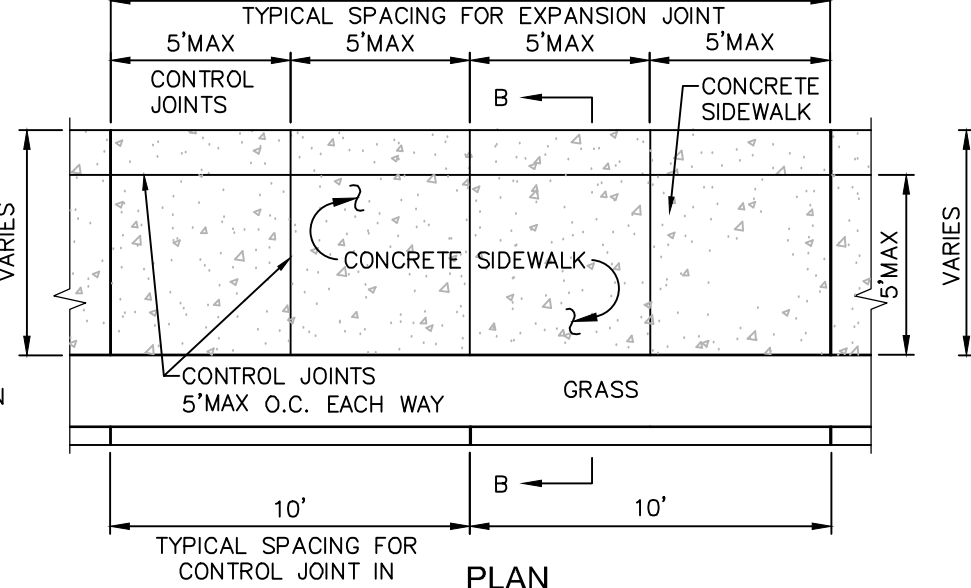 TYPICAL SPACING FOR EXPANSION JOINT
5'MAX 5'MAX 5'MAX 5'MAX
CONTROL
JOINTS
B
CONCRETE
SIDEWALK
VARIES
CONCRETE SIDEWALK
5'MAX
VARIES
CONTROL JOINTS
5'MAX O.C. EACH WAY
GRASS
B
10' 10'
TYPICAL SPACING FOR
CONTROL JOINT IN
PLAN